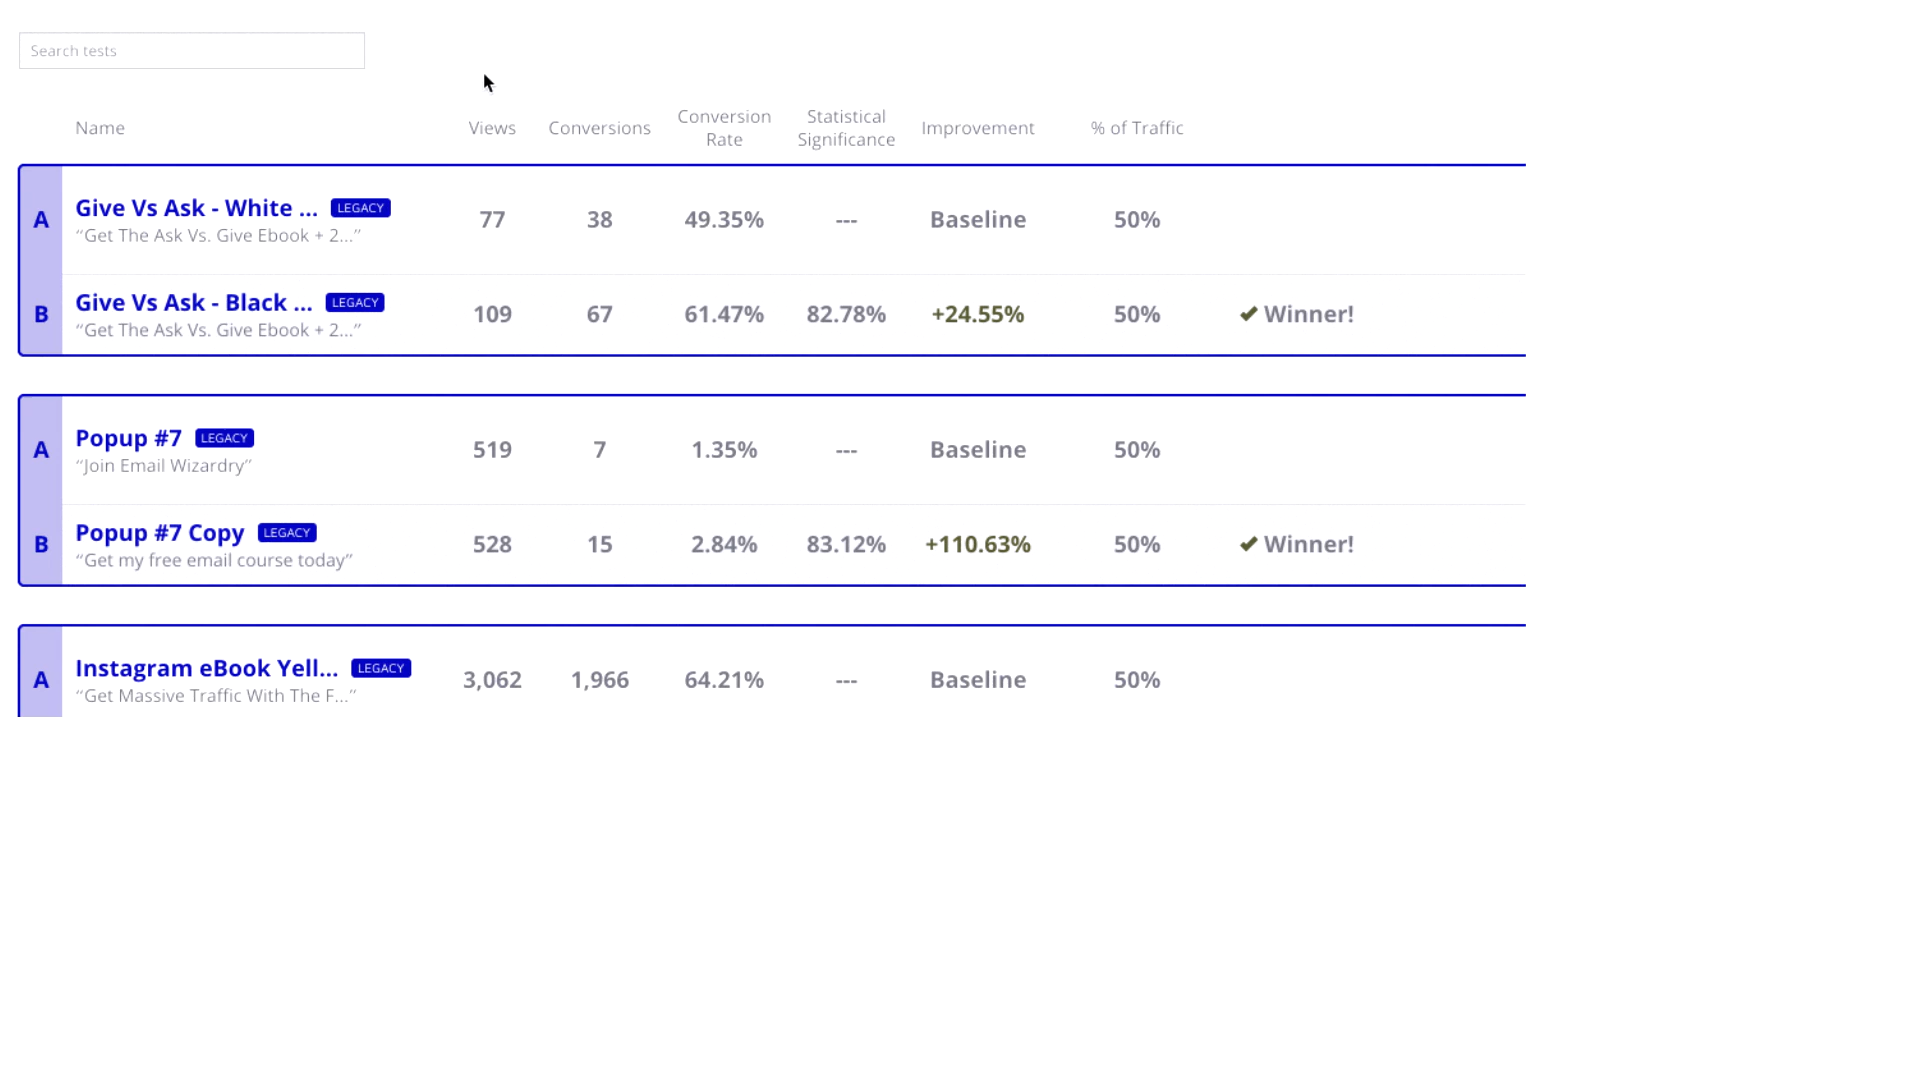 Search tests
Name Views Conversions Conversion Rate Statistical Significance Improvement % of Traffic
A Give Vs Ask - White ... LEGACY 77 38 49.35% --- Baseline 50%
“Get The Ask Vs. Give Ebook + 2...”
B Give Vs Ask - Black ... LEGACY 109 67 61.47% 82.78% +24.55% 50% ✔ Winner!
“Get The Ask Vs. Give Ebook + 2...”
A Popup #7 LEGACY 519 7 1.35% --- Baseline 50%
“Join Email Wizardry”
B Popup #7 Copy LEGACY 528 15 2.84% 83.12% +110.63% 50% ✔ Winner!
“Get my free email course today”
A Instagram eBook Yell... LEGACY 3,062 1,966 64.21% --- Baseline 50%
“Get Massive Traffic With The F...”